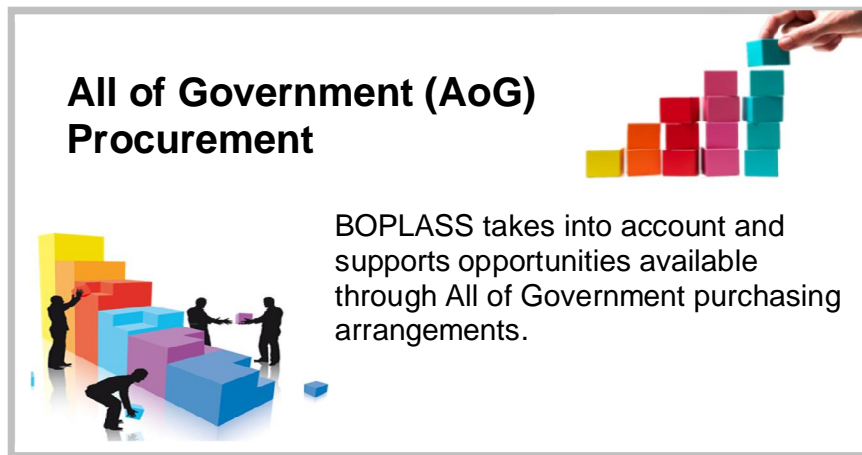 All of Government (AoG)
Procurement
BOPLASS takes into account and
supports opportunities available
through All of Government purchasing
arrangements.